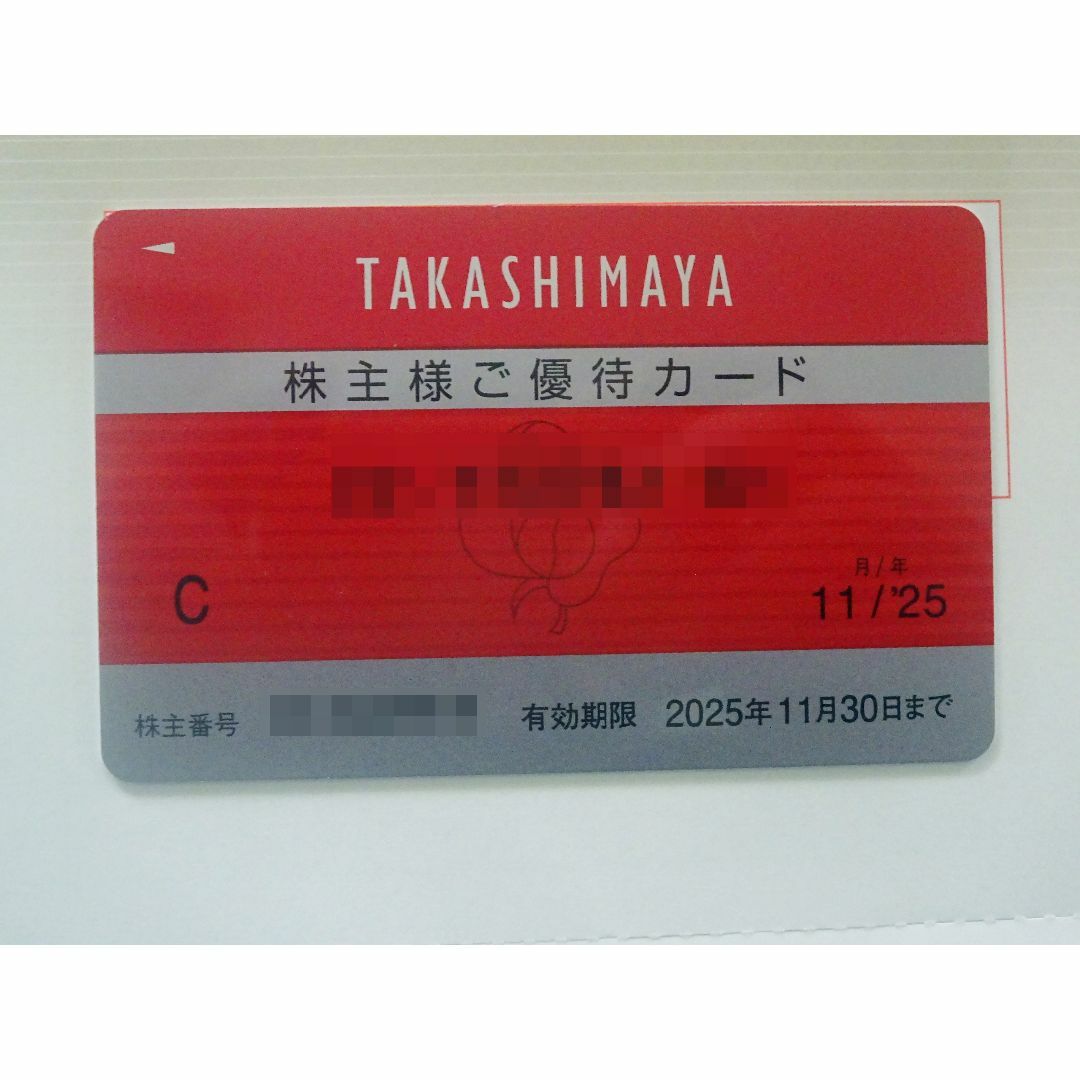 TAKASHIMAYA
株主様ご優待カード
月/年
C 11/'25
株主番号 有効期限 2025年11月30日まで